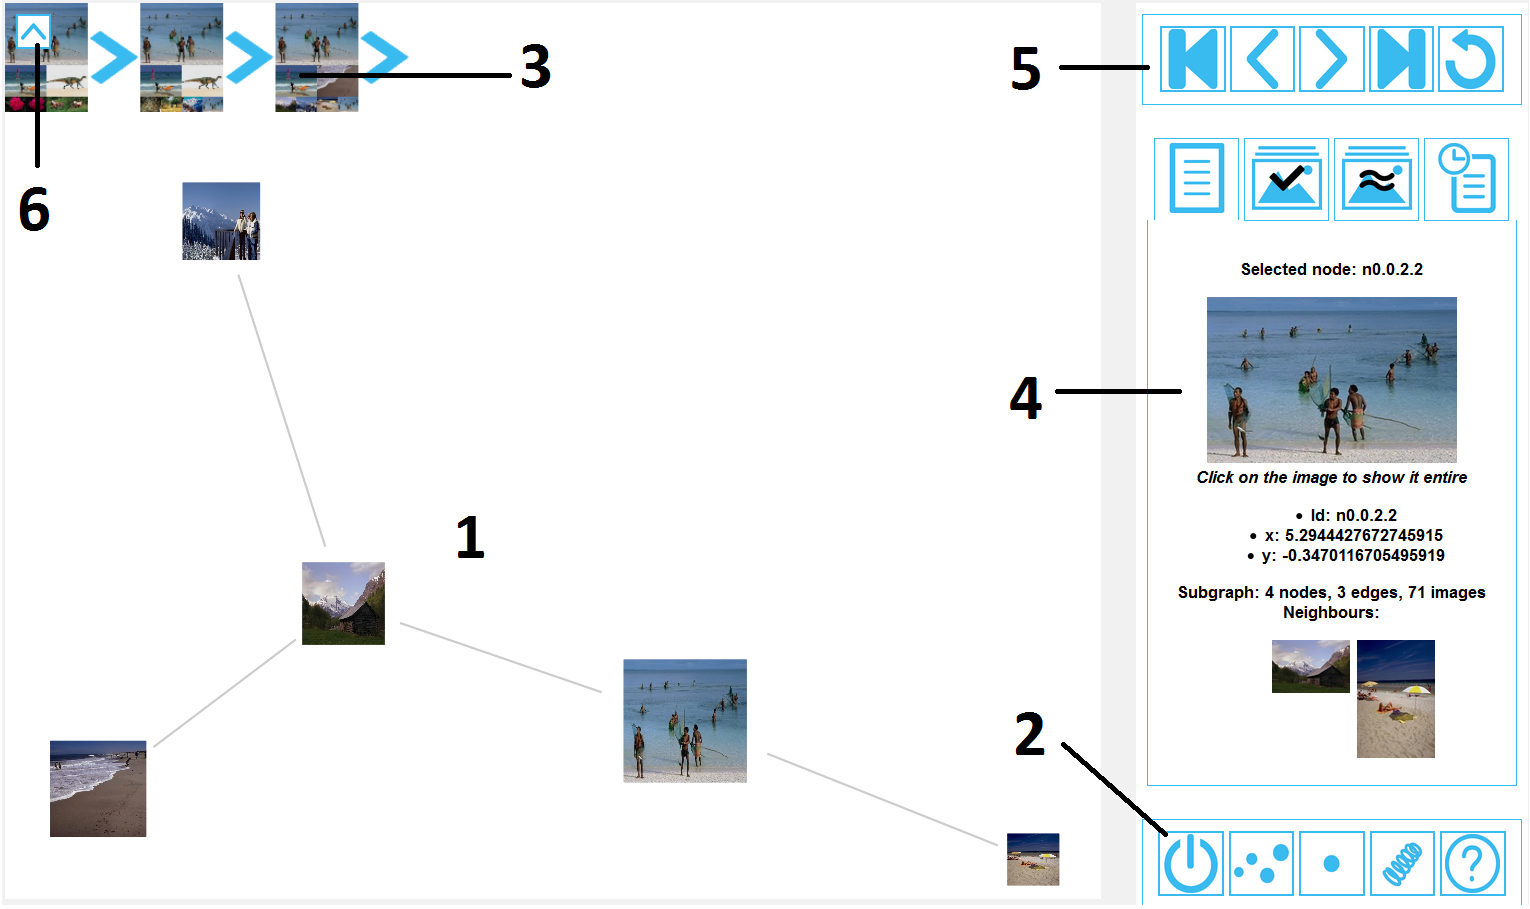 3
5
6
Selected node: n0.0.2.2
4
Click on the image to show it entire
• Id: n0.0.2.2
• x: 5.2944427672745915
• y: -0.3470116705495919
1
Subgraph: 4 nodes, 3 edges, 71 images
Neighbours:
2
?